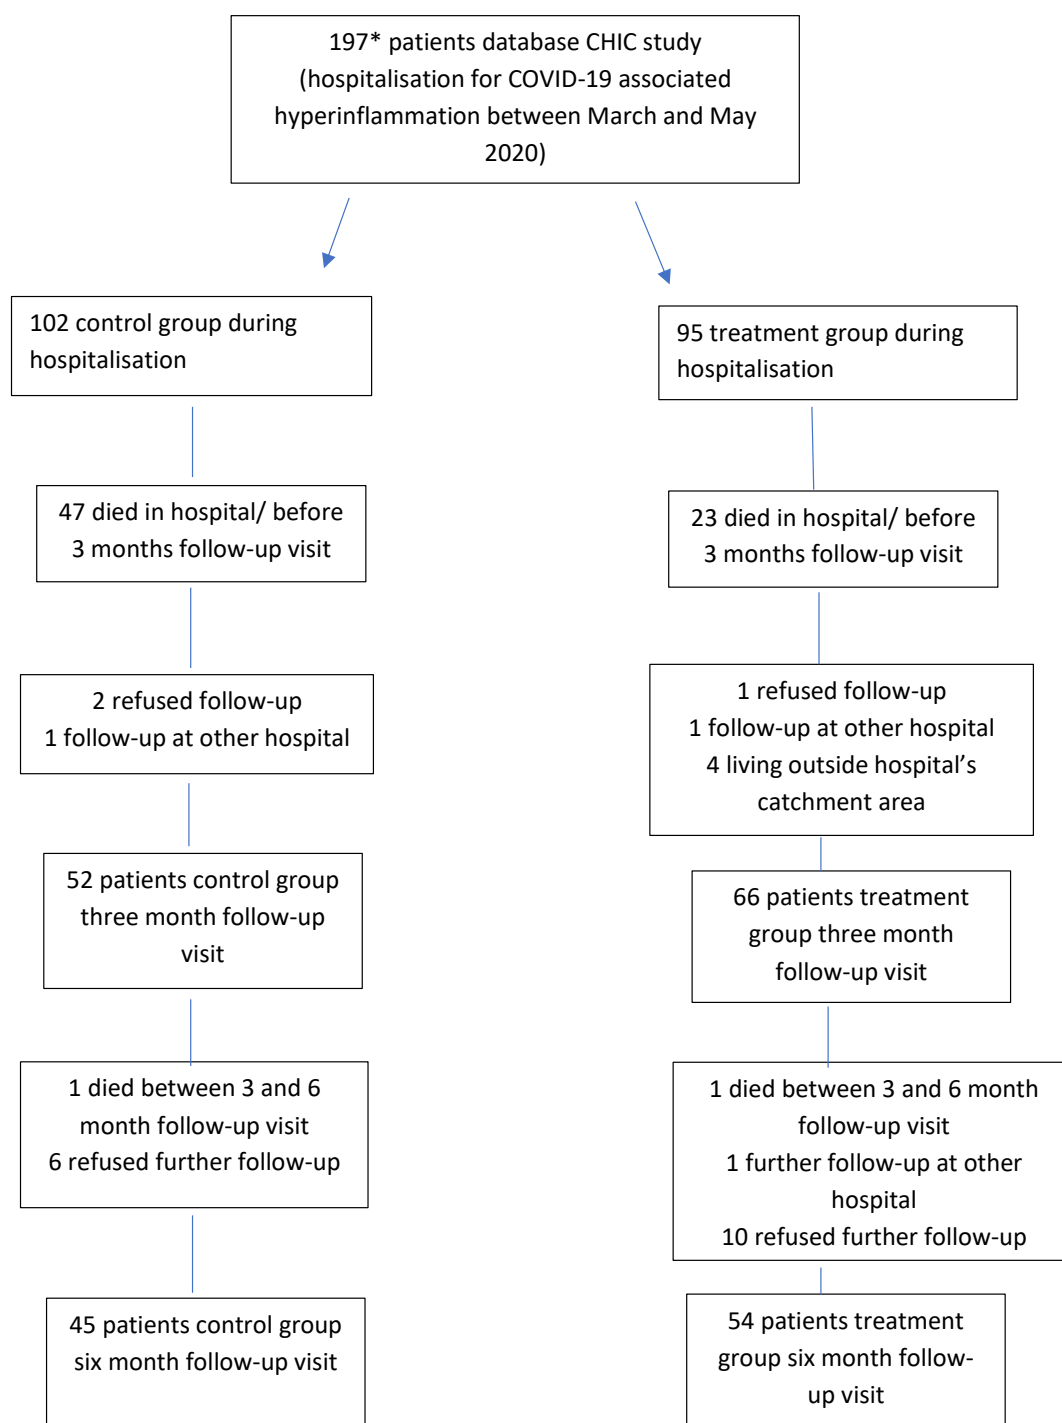 197* patients database CHIC study
(hospitalisation for COVID-19 associated
hyperinflammation between March and May
2020)
102 control group during
hospitalisation
95 treatment group during
hospitalisation
47 died in hospital/ before
3 months follow-up visit
23 died in hospital/ before
3 months follow-up visit
2 refused follow-up
1 follow-up at other hospital
1 refused follow-up
1 follow-up at other hospital
4 living outside hospital’s
catchment area
52 patients control group
three month follow-up
visit
66 patients treatment
group three month
follow-up visit
1 died between 3 and 6
month follow-up visit
6 refused further follow-up
1 died between 3 and 6 month
follow-up visit
1 further follow-up at other
hospital
10 refused further follow-up
45 patients control group
six month follow-up visit
54 patients treatment
group six month follow-
up visit